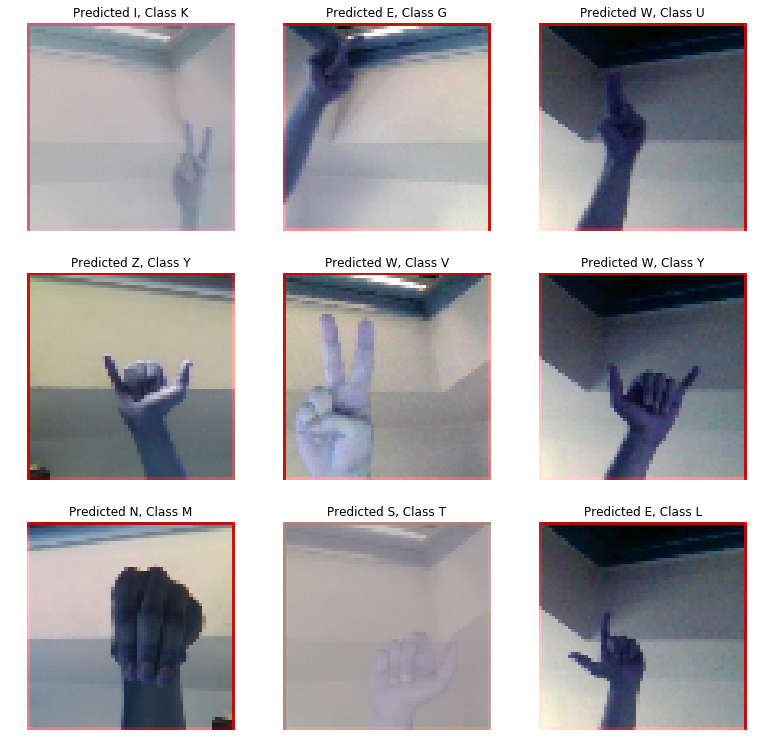 Predicted I, Class K
Predicted E, Class G
Predicted W, Class U
Predicted Z, Class Y
Predicted W, Class V
Predicted W, Class Y
Predicted N, Class M
Predicted S, Class T
Predicted E, Class L